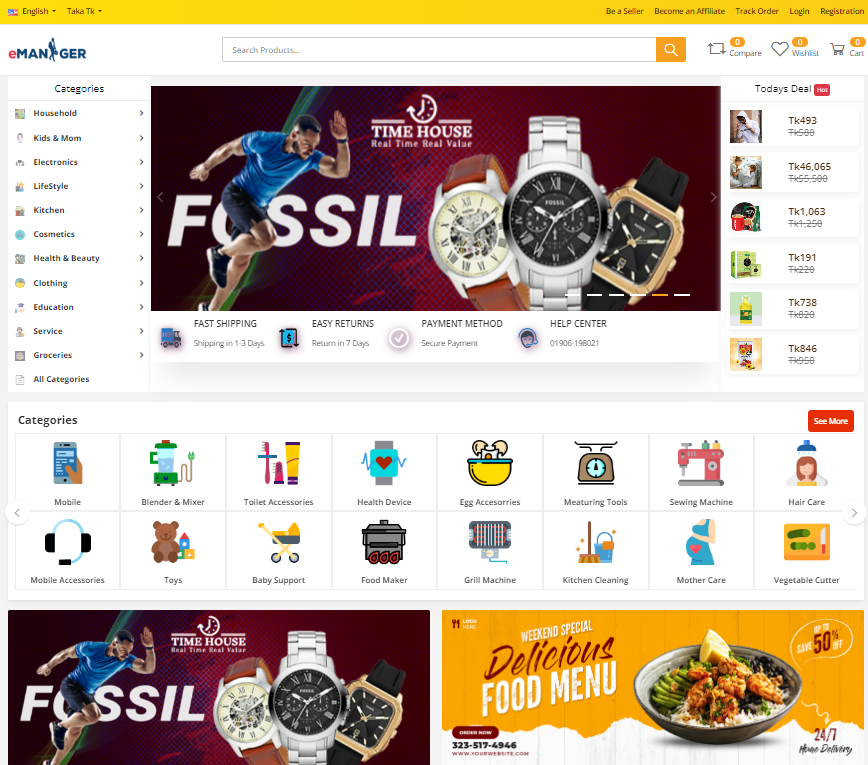 English
Taka Tk
Be a Seller
Become an Affiliate
Track Order
Login
Registration
eMANAGER
Search Products...
0
Compare
0
Wishlist
0
Cart
Categories
Household
Kids & Mom
Electronics
LifeStyle
Kitchen
Cosmetics
Health & Beauty
Clothing
Education
Service
Groceries
All Categories
TIME HOUSE
Real Time Real Value
FOSSIL
FOSSIL
FAST SHIPPING
Shipping in 1-3 Days
EASY RETURNS
Return in 7 Days
PAYMENT METHOD
Secure Payment
HELP CENTER
01906-198021
Todays Deal Hot
Tk493
Tk580
Tk46,065
Tk55,500
Tk1,063
Tk1,250
Tk191
Tk220
Tk738
Tk820
Tk846
Tk950
Categories
See More
Mobile
Blender & Mixer
Toilet Accessories
Health Device
Egg Accesorries
Meaturing Tools
Sewing Machine
Hair Care
Mobile Accessories
Toys
Baby Support
Food Maker
Grill Machine
Kitchen Cleaning
Mother Care
Vegetable Cutter
TIME HOUSE
Real Time Real Value
FOSSIL
FOSSIL
LOGO
HERE
WEEKEND SPECIAL
Delicious
FOOD MENU
ORDER NOW
323-517-4946
WWW.YOURWEBSITE.COM
UP TO
SAVE 50% OFF
24/7
Home Delivery